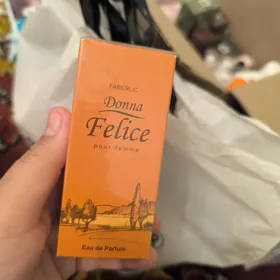 FABERLIC
Donna
Felice
pour femme
Eau de Parfum